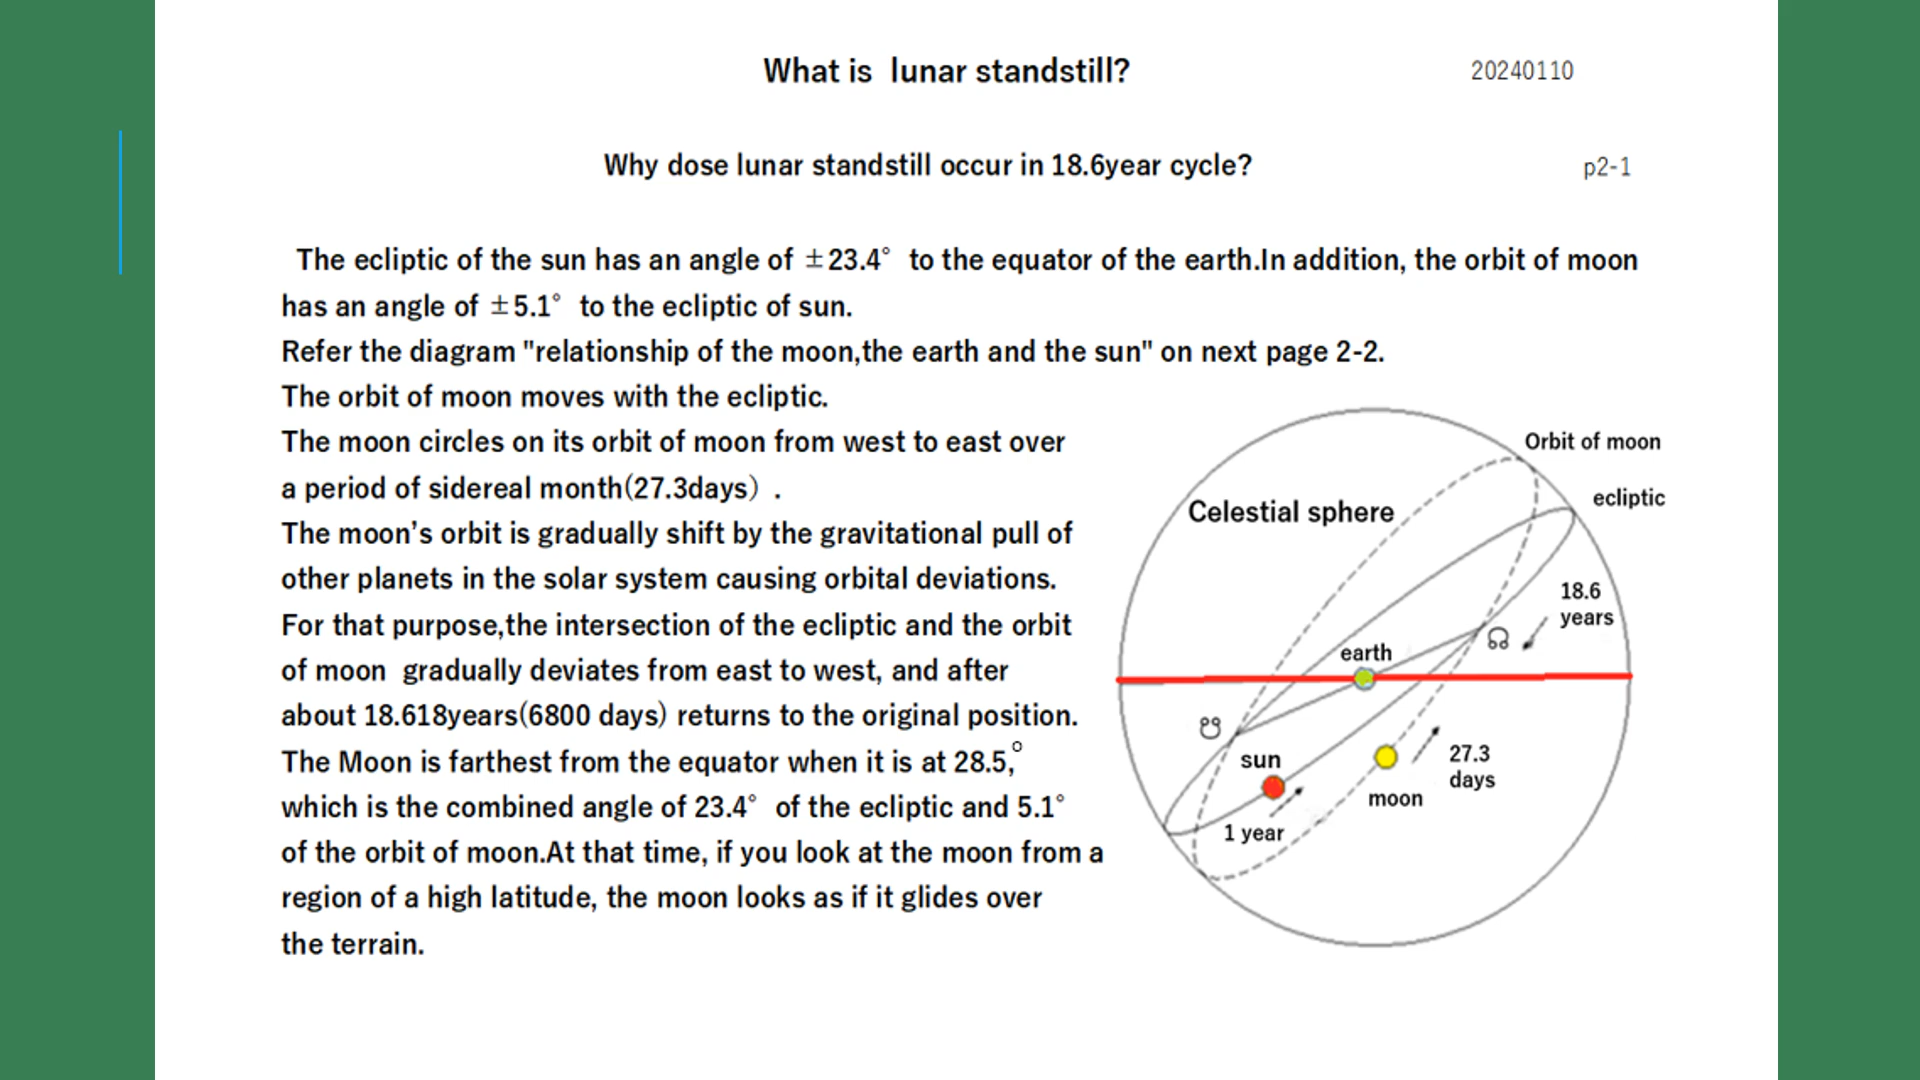 What is lunar standstill?
20240110
Why dose lunar standstill occur in 18.6year cycle?
p2-1
The ecliptic of the sun has an angle of ±23.4° to the equator of the earth.In addition, the orbit of moon
has an angle of ±5.1° to the ecliptic of sun.
Refer the diagram "relationship of the moon,the earth and the sun" on next page 2-2.
The orbit of moon moves with the ecliptic.
The moon circles on its orbit of moon from west to east over
a period of sidereal month(27.3days) .
The moon's orbit is gradually shift by the gravitational pull of
other planets in the solar system causing orbital deviations.
For that purpose,the intersection of the ecliptic and the orbit
of moon gradually deviates from east to west, and after
about 18.618years(6800 days) returns to the original position.
The Moon is farthest from the equator when it is at 28.5,°
which is the combined angle of 23.4° of the ecliptic and 5.1°
of the orbit of moon.At that time, if you look at the moon from a
region of a high latitude, the moon looks as if it glides over
the terrain.
Orbit of moon
ecliptic
Celestial sphere
18.6
years
☊
earth
☋
sun
27.3
days
moon
1 year